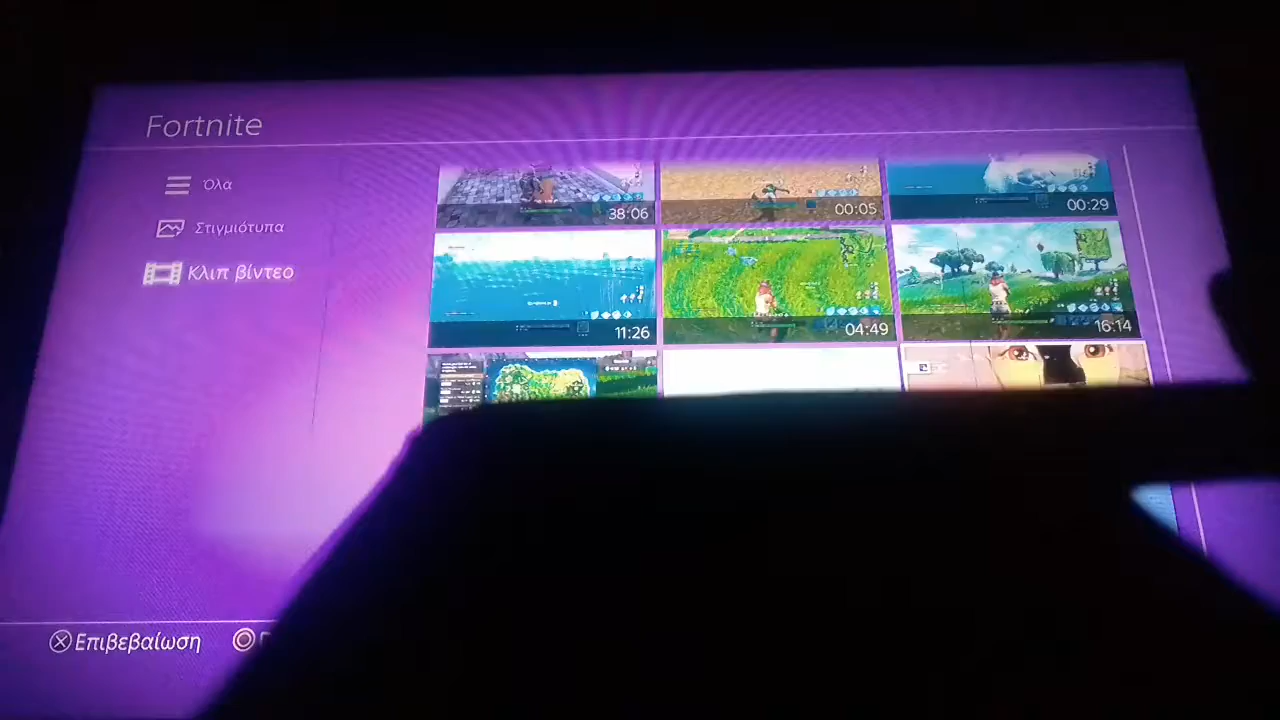 Fortnite
Όλα
Στιγμιότυπα
Κλιπ βίντεο
38:06
00:05
00:29
11:26
04:49
16:14
Επιβεβαίωση